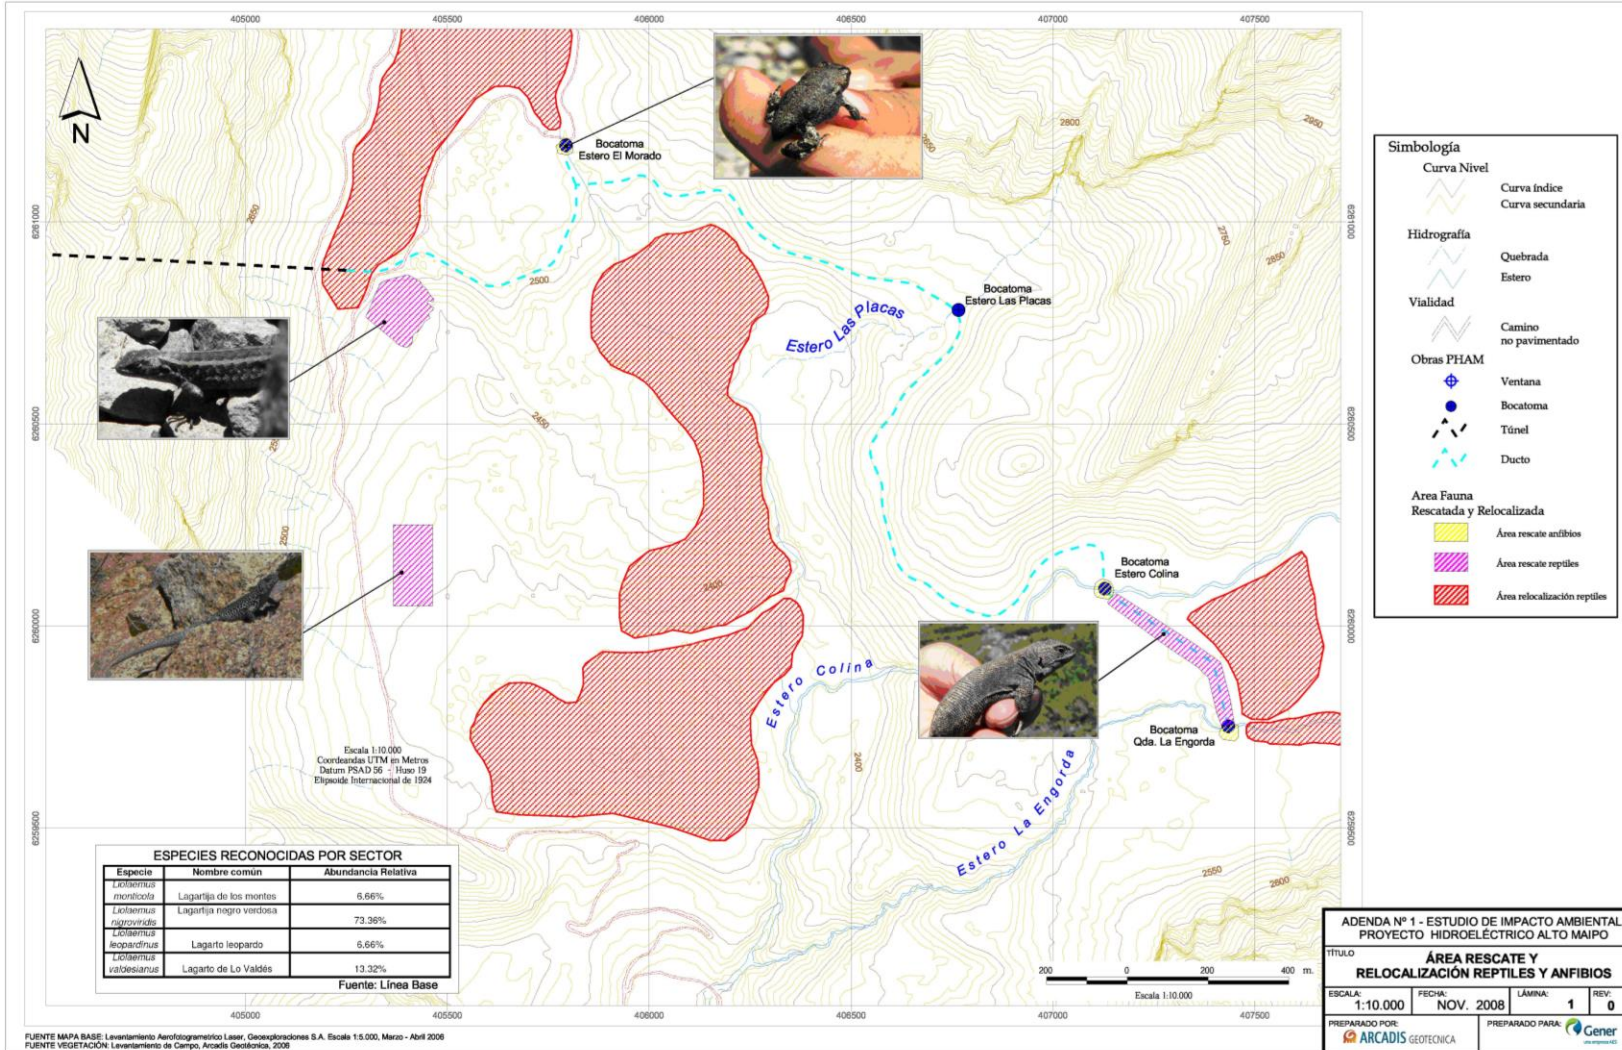 405000
405500
406000
406500
407000
407500
N
Bocatoma
Estero El Morado
2800
2950
2650
2650
6261000
6261000
2750
2850
2500
Bocatoma
Estero Las Placas
Estero Las Placas
2450
6260500
6260500
2500
2400
Bocatoma
Estero Colina
6260000
6260000
Estero Colina
Bocatoma
Qda. La Engorda
2400
Estero La Engorda
Escala 1:10.000
Coordeandas UTM en Metros
Datum PSAD 56 - Huso 19
Elipsoide Internacional de 1924
6259500
6259500
2550
2600
ESPECIES RECONOCIDAS POR SECTOR
Especie Nombre común Abundancia Relativa
Liolaemus monticola Lagartija de los montes 6.66%
Liolaemus nigroviridis Lagartija negro verdosa 73.36%
Liolaemus leopardinus Lagarto leopardo 6.66%
Liolaemus valdesianus Lagarto de Lo Valdés 13.32%
Fuente: Línea Base
200 0 200 400 m.
Escala 1:10.000
405000
405500
406000
406500
407000
407500
FUENTE MAPA BASE: Levantamiento Aerofotogrametrico Laser, Geoexploraciones S.A. Escala 1:5.000, Marzo - Abril 2006
FUENTE VEGETACIÓN: Levantamiento de Campo, Arcadis Geotécnica, 2008
Simbología
Curva Nivel
Curva índice
Curva secundaria
Hidrografía
Quebrada
Estero
Vialidad
Camino
no pavimentado
Obras PHAM
Ventana
Bocatoma
Túnel
Ducto
Area Fauna
Rescatada y Relocalizada
Área rescate anfibios
Área rescate reptiles
Área relocalización reptiles
ADENDA Nº 1 - ESTUDIO DE IMPACTO AMBIENTAL
PROYECTO HIDROELÉCTRICO ALTO MAIPO
TÍTULO
ÁREA RESCATE Y
RELOCALIZACIÓN REPTILES Y ANFIBIOS
ESCALA: 1:10.000 FECHA: NOV. 2008 LÁMINA: 1 REV: 0
PREPARADO POR: ARCADIS GEOTECNICA PREPARADO PARA: Gener